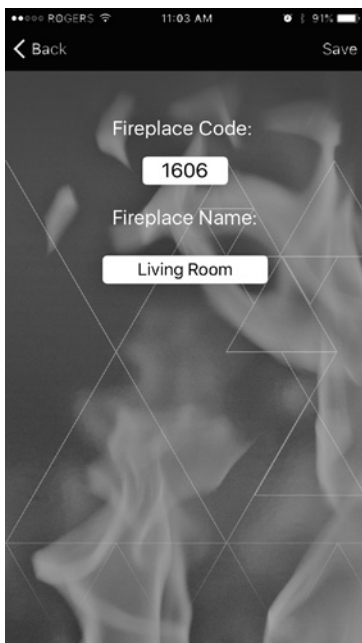 ROGERS 11:03 AM 91%
Back Save
Fireplace Code:
1606
Fireplace Name:
Living Room